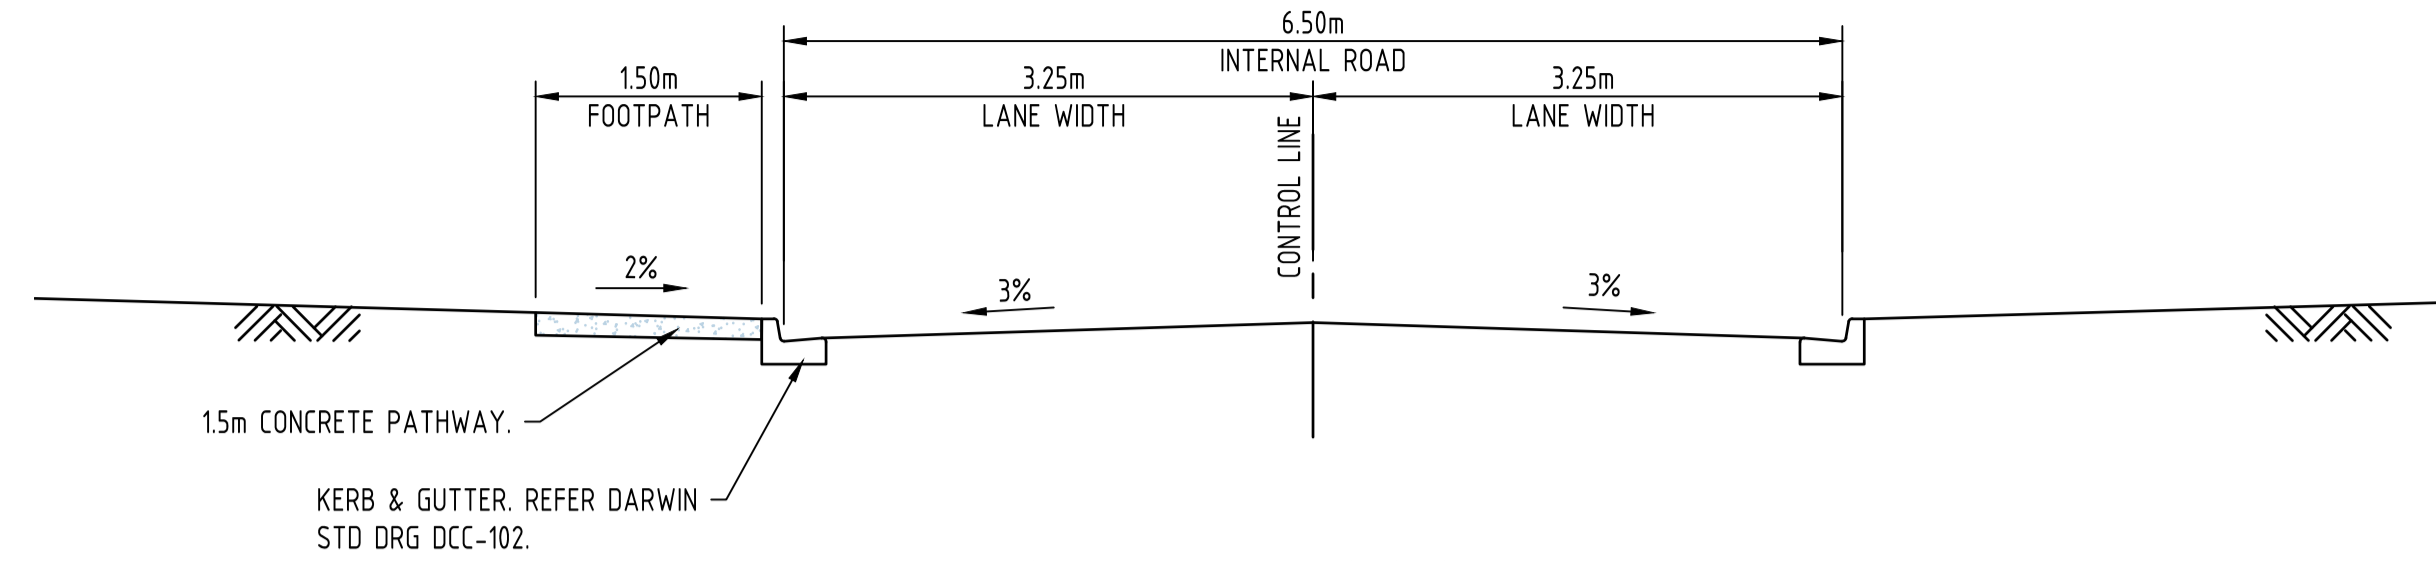 6.50m
INTERNAL ROAD
1.50m
FOOTPATH
3.25m
LANE WIDTH
3.25m
LANE WIDTH
CONTROL LINE
2%
3%
3%
1.5m CONCRETE PATHWAY.
KERB & GUTTER. REFER DARWIN
STD DRG DCC-102.